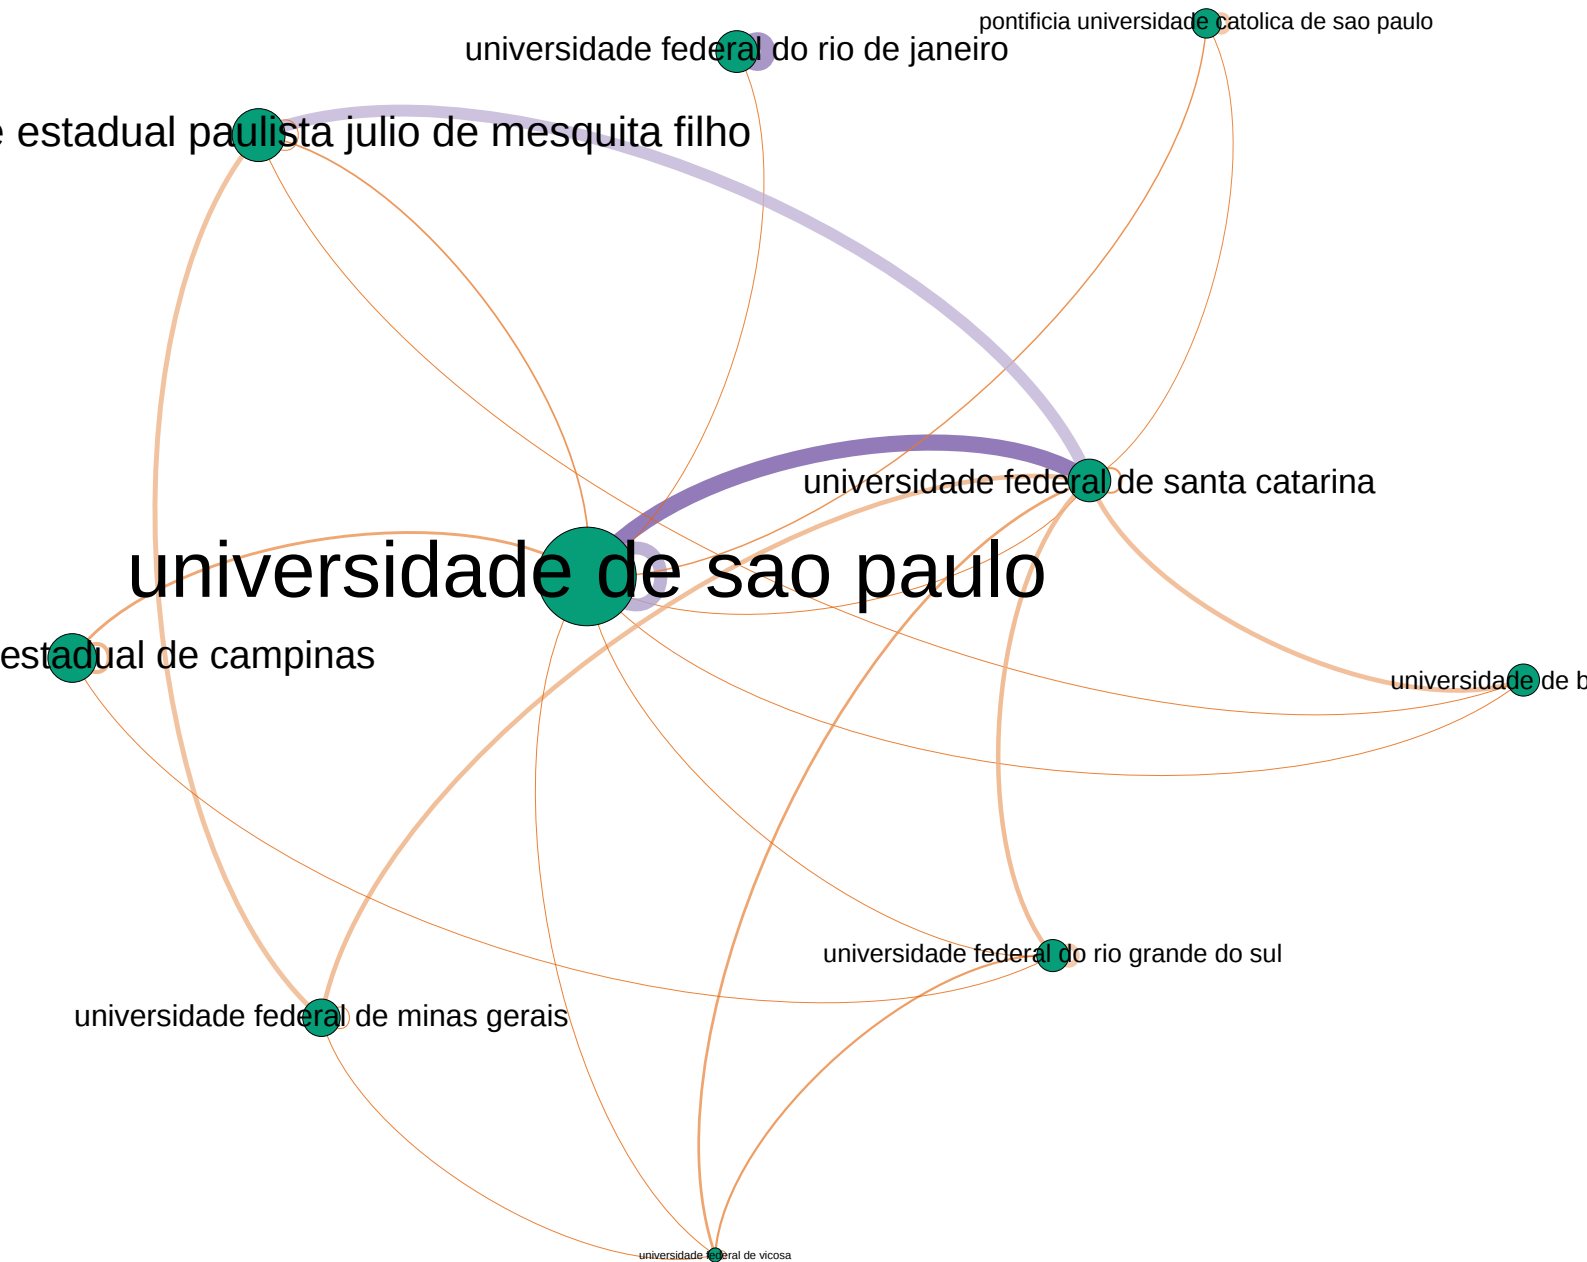 pontificia universidade catolica de sao paulo
universidade federal do rio de janeiro
estadual paulista julio de mesquita filho
universidade federal de santa catarina
universidade de sao paulo
estadual de campinas
universidade de b
universidade federal do rio grande do sul
universidade federal de minas gerais
universidade federal de vicosa